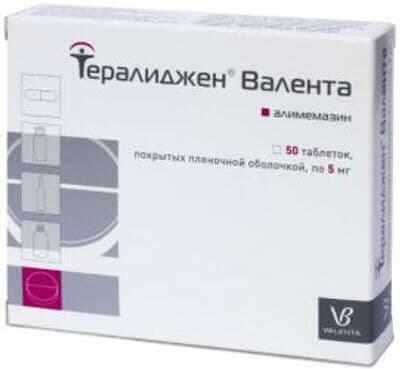 Тералиджен® Валента
алимемазин
50 таблеток,
покрытых пленочной оболочкой, по 5 мг
VALENTA